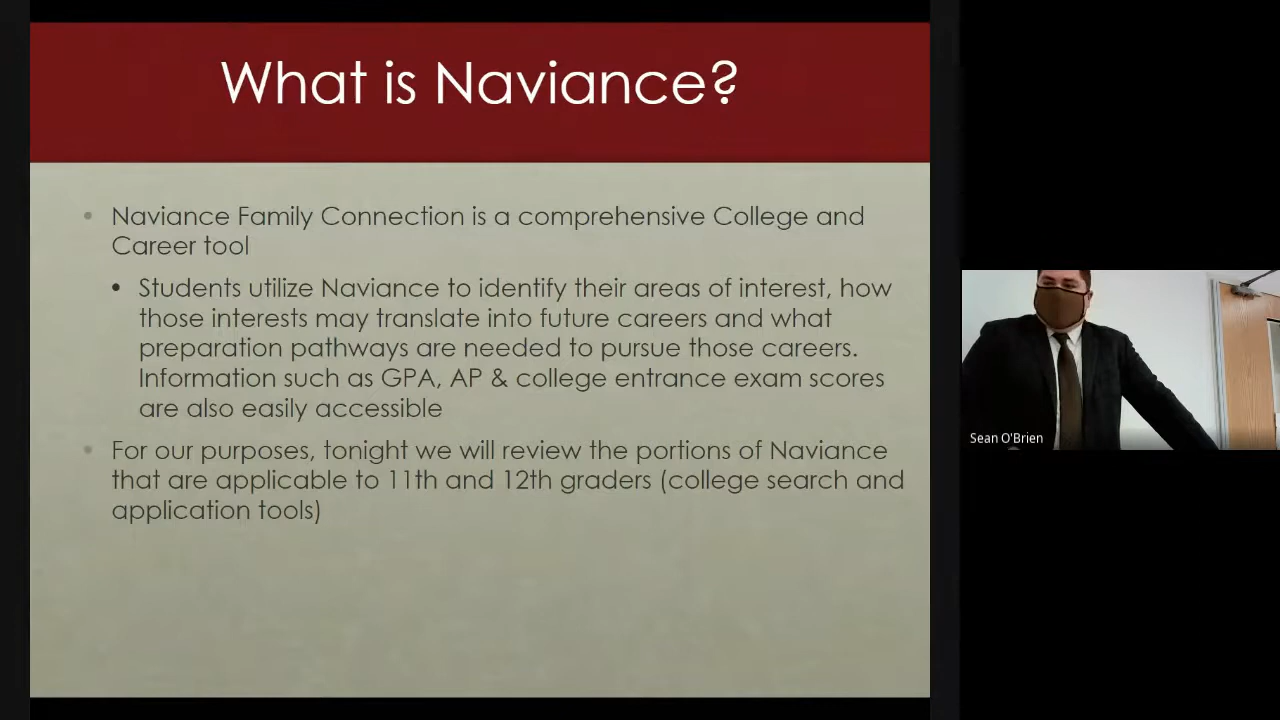 What is Naviance?
Naviance Family Connection is a comprehensive College and
Career tool
Students utilize Naviance to identify their areas of interest, how
those interests may translate into future careers and what
preparation pathways are needed to pursue those careers.
Information such as GPA, AP & college entrance exam scores
are also easily accessible
For our purposes, tonight we will review the portions of Naviance
that are applicable to 11th and 12th graders (college search and
application tools)
Sean O'Brien